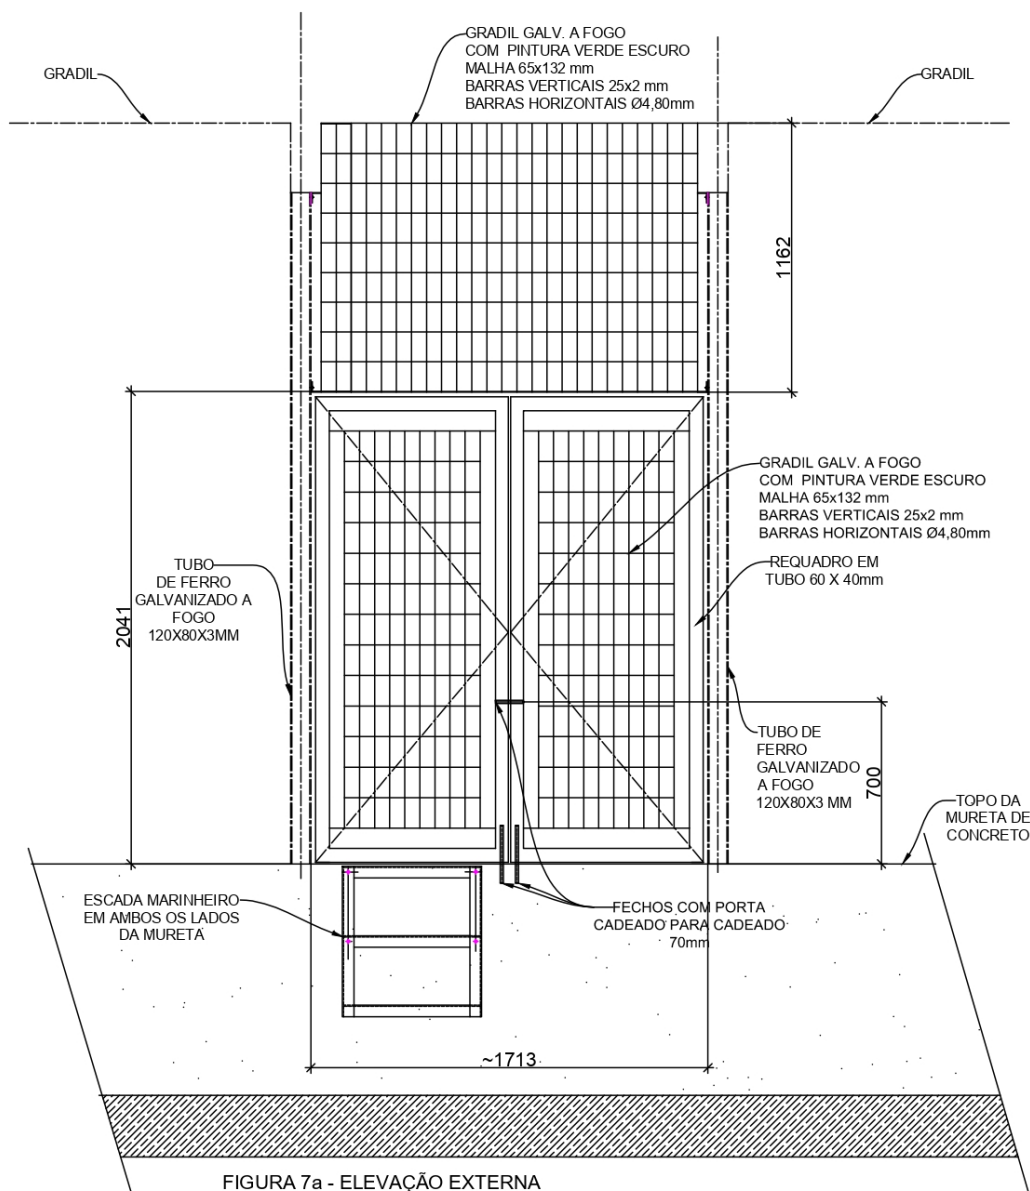 GRADIL GALV. A FOGO
COM PINTURA VERDE ESCURO
MALHA 65x132 mm
BARRAS VERTICAIS 25x2 mm
BARRAS HORIZONTAIS Ø4,80mm
GRADIL
GRADIL
1162
GRADIL GALV. A FOGO
COM PINTURA VERDE ESCURO
MALHA 65x132 mm
BARRAS VERTICAIS 25x2 mm
BARRAS HORIZONTAIS Ø4,80mm
REQUADRO EM
TUBO 60 X 40mm
TUBO
DE FERRO
GALVANIZADO A
FOGO
120X80X3MM
2041
TUBO DE
FERRO
GALVANIZADO
A FOGO
120X80X3 MM
700
TOPO DA
MURETA DE
CONCRETO
ESCADA MARINHEIRO
EM AMBOS OS LADOS
DA MURETA
FECHOS COM PORTA
CADEADO PARA CADEADO
70mm
~1713
FIGURA 7a - ELEVAÇÃO EXTERNA